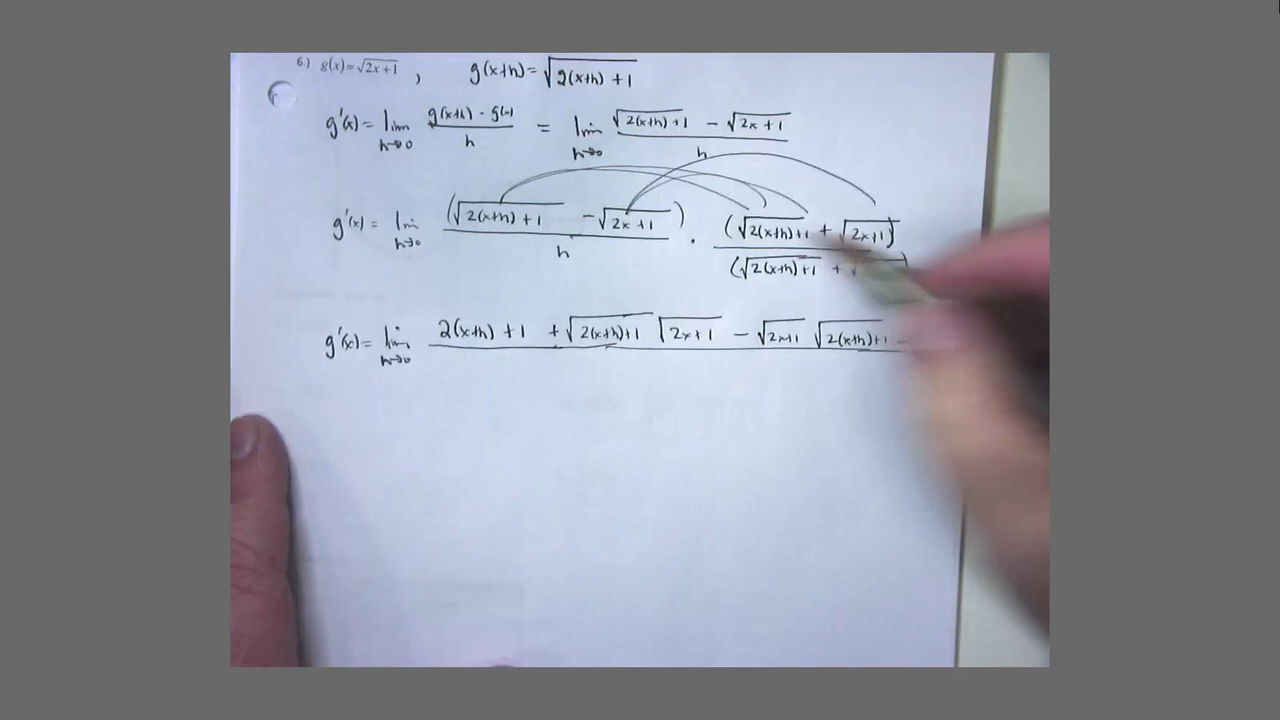 6.) g(x)=√2x+1 , g(x+h)= √2(x+h) +1
g'(x)= lim h→0 g(x+h) - g(x) / h = lim h→0 √2(x+h)+1 - √2x+1 / h
g'(x)= lim h→0 (√2(x+h)+1 -√2x+1) / h · (√2(x+h)+1 + √2x+1) / (√2(x+h)+1 +
g'(x)= lim h→0 2(x+h)+1 +√2(x+h)+1 √2x+1 - √2x+1 √2(x+h)+1 -